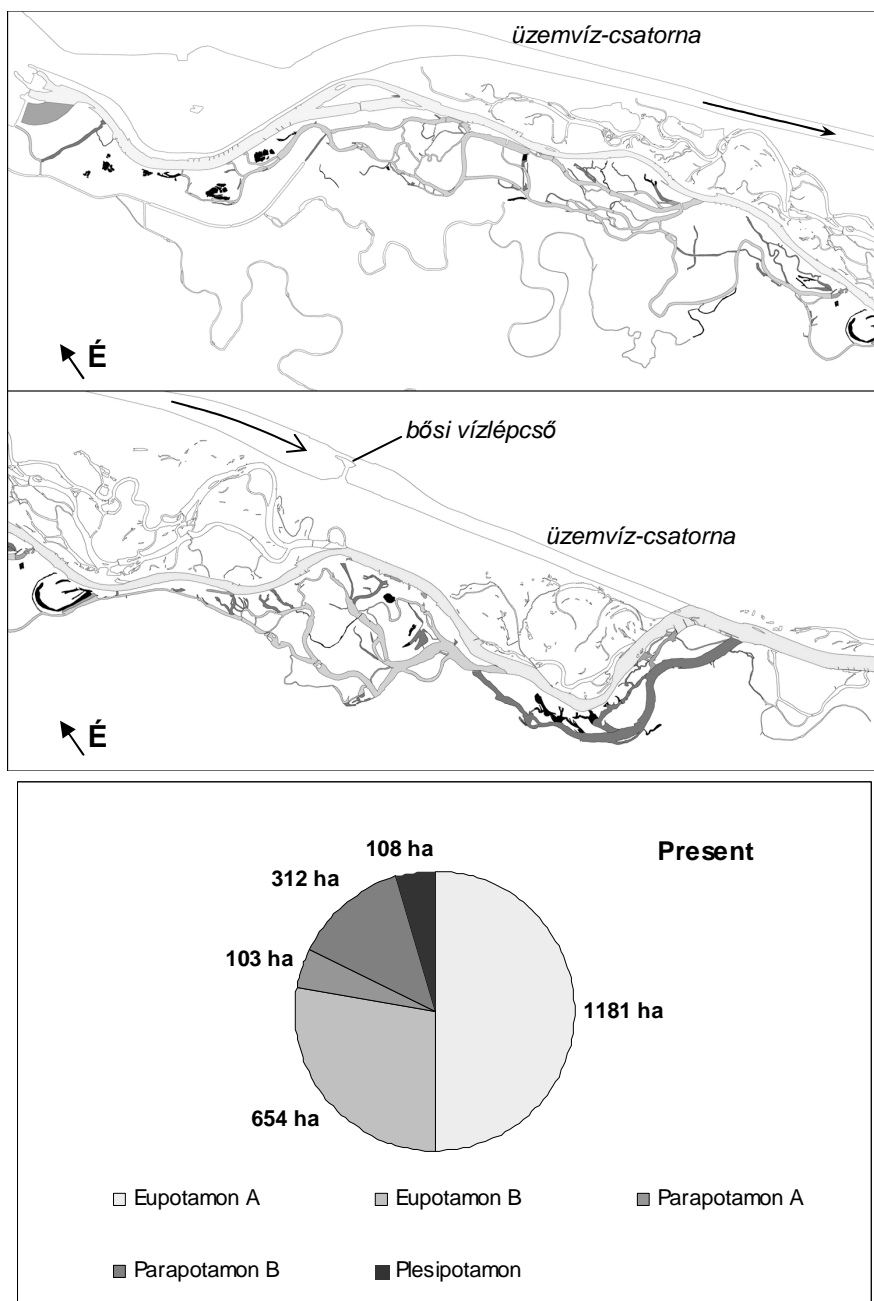 üzemvíz-csatorna
É
bősi vízlépcső
üzemvíz-csatorna
É
Present
108 ha
312 ha
103 ha
1181 ha
654 ha
Eupotamon A
Eupotamon B
Parapotamon A
Parapotamon B
Plesipotamon